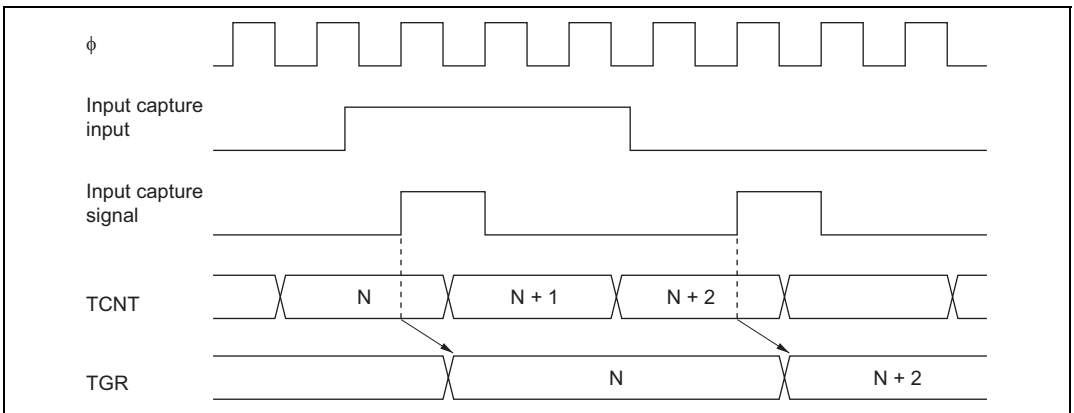 ϕ
Input capture
input
Input capture
signal
TCNT
N
N + 1
N + 2
TGR
N
N + 2